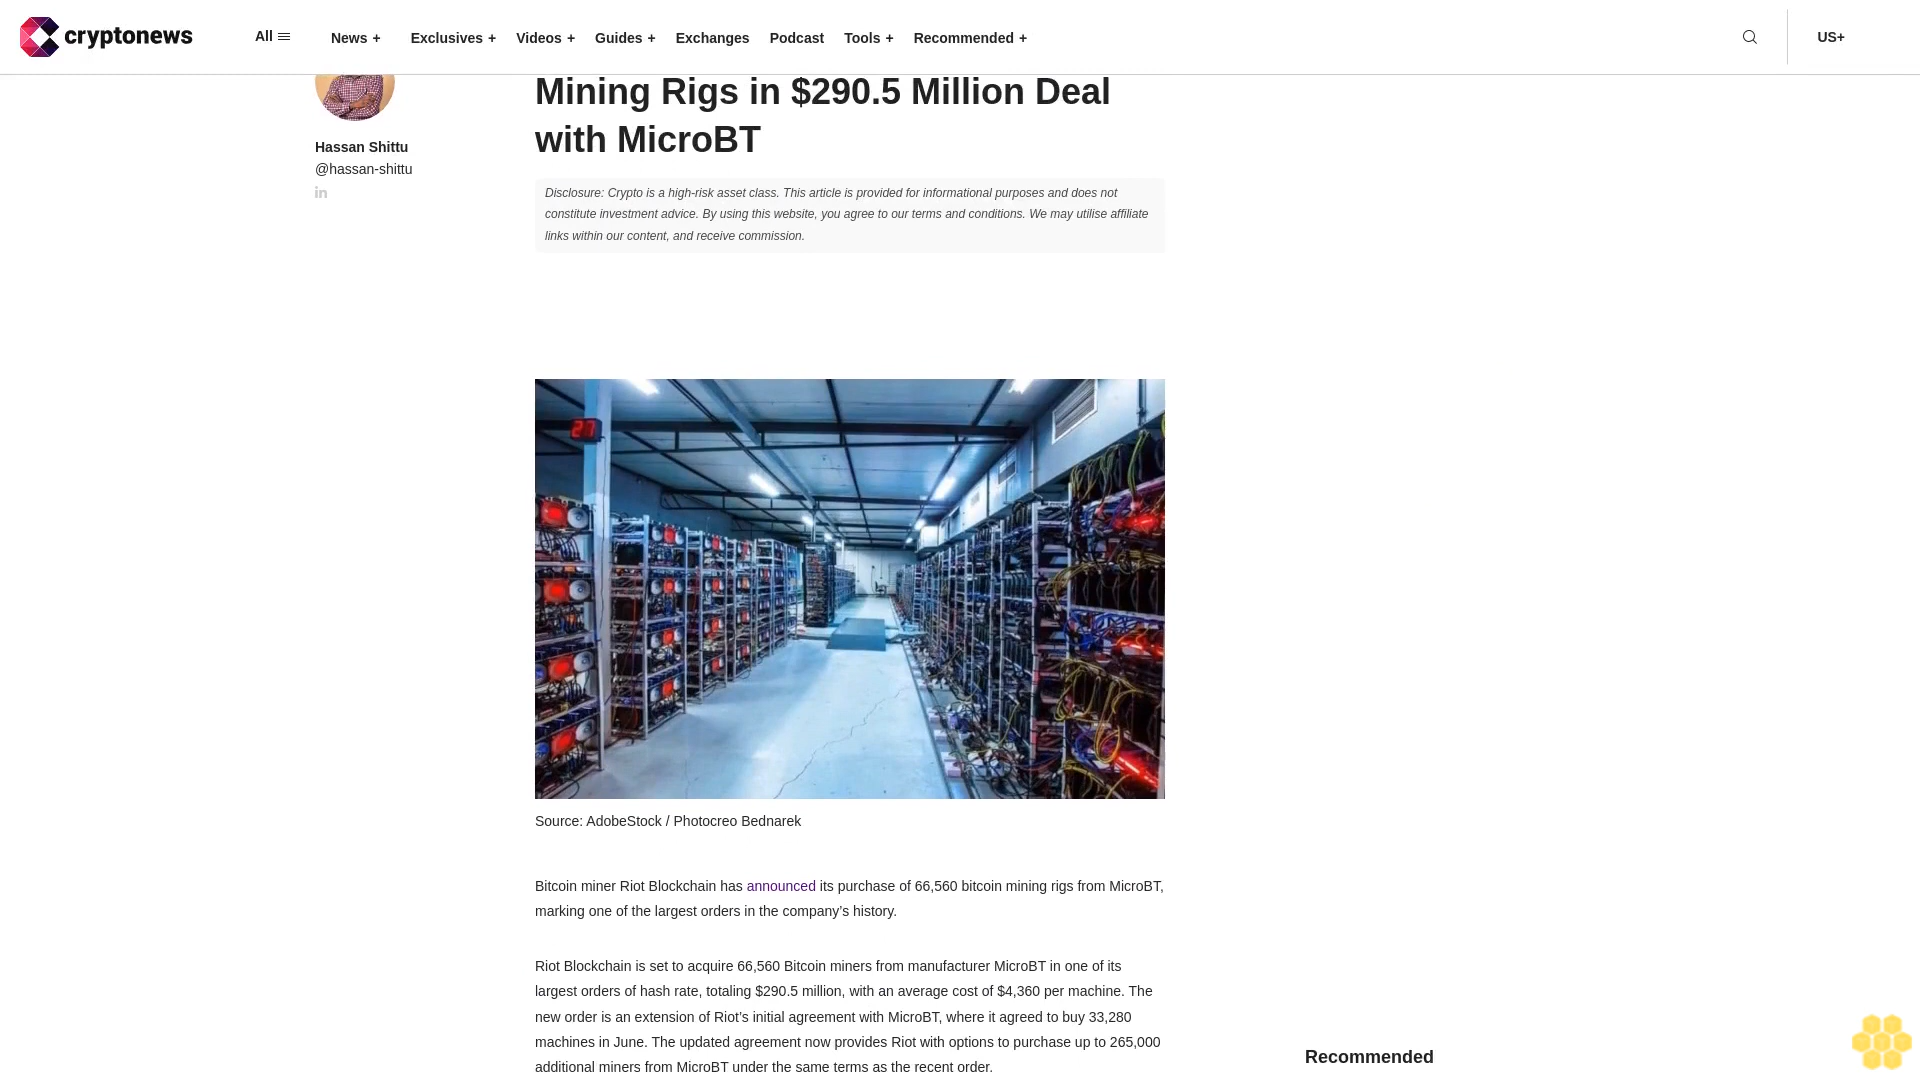 cryptonews
All
News +
Exclusives +
Videos +
Guides +
Exchanges
Podcast
Tools +
Recommended +
US+
Hassan Shittu
@hassan-shittu
in
Mining Rigs in $290.5 Million Deal
with MicroBT
Disclosure: Crypto is a high-risk asset class. This article is provided for informational purposes and does not
constitute investment advice. By using this website, you agree to our terms and conditions. We may utilise affiliate
links within our content, and receive commission.
27
Source: AdobeStock / Photocreo Bednarek
Bitcoin miner Riot Blockchain has announced its purchase of 66,560 bitcoin mining rigs from MicroBT,
marking one of the largest orders in the company’s history.
Riot Blockchain is set to acquire 66,560 Bitcoin miners from manufacturer MicroBT in one of its
largest orders of hash rate, totaling $290.5 million, with an average cost of $4,360 per machine. The
new order is an extension of Riot’s initial agreement with MicroBT, where it agreed to buy 33,280
machines in June. The updated agreement now provides Riot with options to purchase up to 265,000
additional miners from MicroBT under the same terms as the recent order.
Recommended